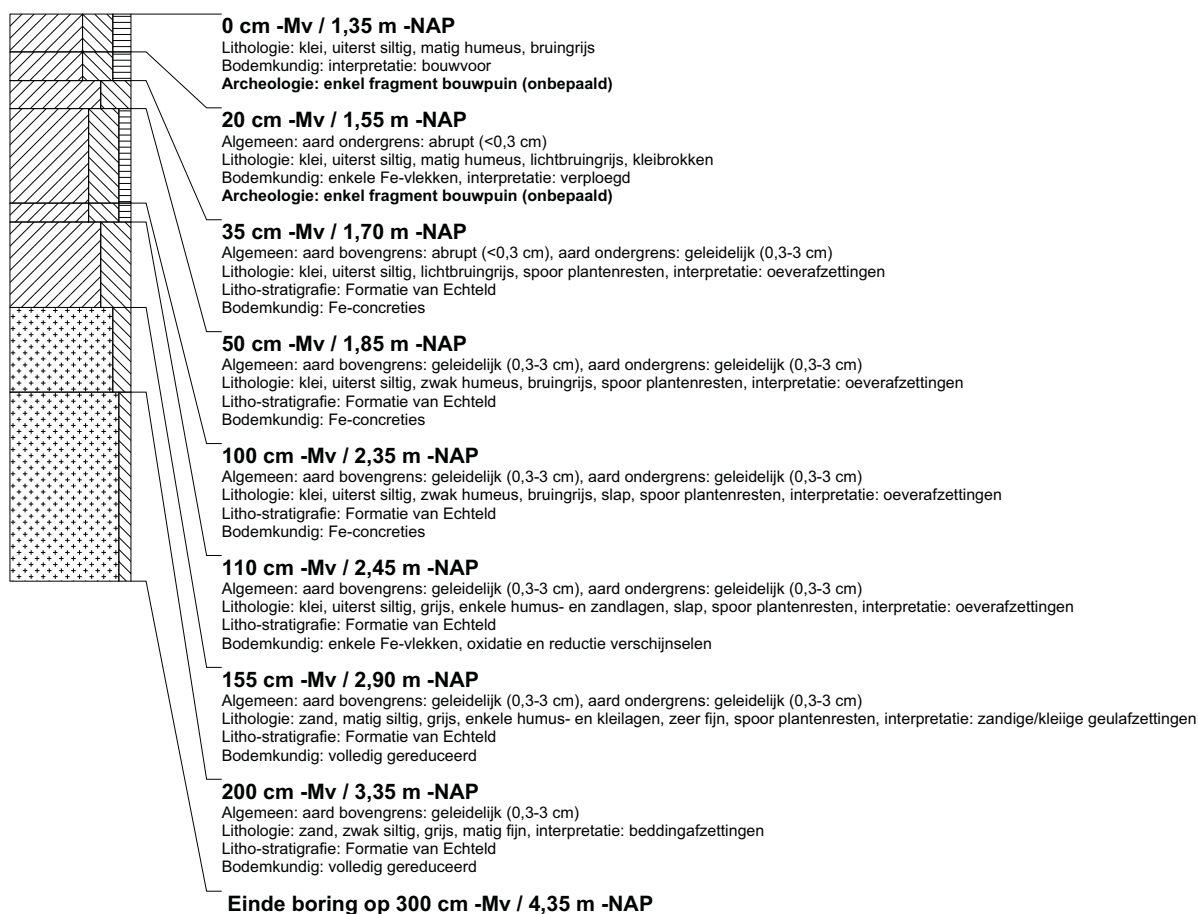 0 cm -Mv / 1,35 m -NAP
Lithologie: klei, uiterst siltig, matig humeus, bruingrijs
Bodemkundig: interpretatie: bouwvoor
Archeologie: enkel fragment bouwpuin (onbepaald)
20 cm -Mv / 1,55 m -NAP
Algemeen: aard ondergrens: abrupt (<0,3 cm)
Lithologie: klei, uiterst siltig, matig humeus, lichtbruingrijs, kleibrokken
Bodemkundig: enkele Fe-vlekken, interpretatie: verploegd
Archeologie: enkel fragment bouwpuin (onbepaald)
35 cm -Mv / 1,70 m -NAP
Algemeen: aard bovengrens: abrupt (<0,3 cm), aard ondergrens: geleidelijk (0,3-3 cm)
Lithologie: klei, uiterst siltig, lichtbruingrijs, spoor plantenresten, interpretatie: oeverafzettingen
Litho-stratigrafie: Formatie van Echteld
Bodemkundig: Fe-concreties
50 cm -Mv / 1,85 m -NAP
Algemeen: aard bovengrens: geleidelijk (0,3-3 cm), aard ondergrens: geleidelijk (0,3-3 cm)
Lithologie: klei, uiterst siltig, zwak humeus, bruingrijs, spoor plantenresten, interpretatie: oeverafzettingen
Litho-stratigrafie: Formatie van Echteld
Bodemkundig: Fe-concreties
100 cm -Mv / 2,35 m -NAP
Algemeen: aard bovengrens: geleidelijk (0,3-3 cm), aard ondergrens: geleidelijk (0,3-3 cm)
Lithologie: klei, uiterst siltig, zwak humeus, bruingrijs, slap, spoor plantenresten, interpretatie: oeverafzettingen
Litho-stratigrafie: Formatie van Echteld
Bodemkundig: Fe-concreties
110 cm -Mv / 2,45 m -NAP
Algemeen: aard bovengrens: geleidelijk (0,3-3 cm), aard ondergrens: geleidelijk (0,3-3 cm)
Lithologie: klei, uiterst siltig, grijs, enkele humus- en zandlagen, slap, spoor plantenresten, interpretatie: oeverafzettingen
Litho-stratigrafie: Formatie van Echteld
Bodemkundig: enkele Fe-vlekken, oxidatie en reductie verschijnselen
155 cm -Mv / 2,90 m -NAP
Algemeen: aard bovengrens: geleidelijk (0,3-3 cm), aard ondergrens: geleidelijk (0,3-3 cm)
Lithologie: zand, matig siltig, grijs, enkele humus- en kleilagen, zeer fijn, spoor plantenresten, interpretatie: zandige/kleiige geulafzettingen
Litho-stratigrafie: Formatie van Echteld
Bodemkundig: volledig gereduceerd
200 cm -Mv / 3,35 m -NAP
Algemeen: aard bovengrens: geleidelijk (0,3-3 cm)
Lithologie: zand, zwak siltig, grijs, matig fijn, interpretatie: beddingafzettingen
Litho-stratigrafie: Formatie van Echteld
Bodemkundig: volledig gereduceerd
Einde boring op 300 cm -Mv / 4,35 m -NAP